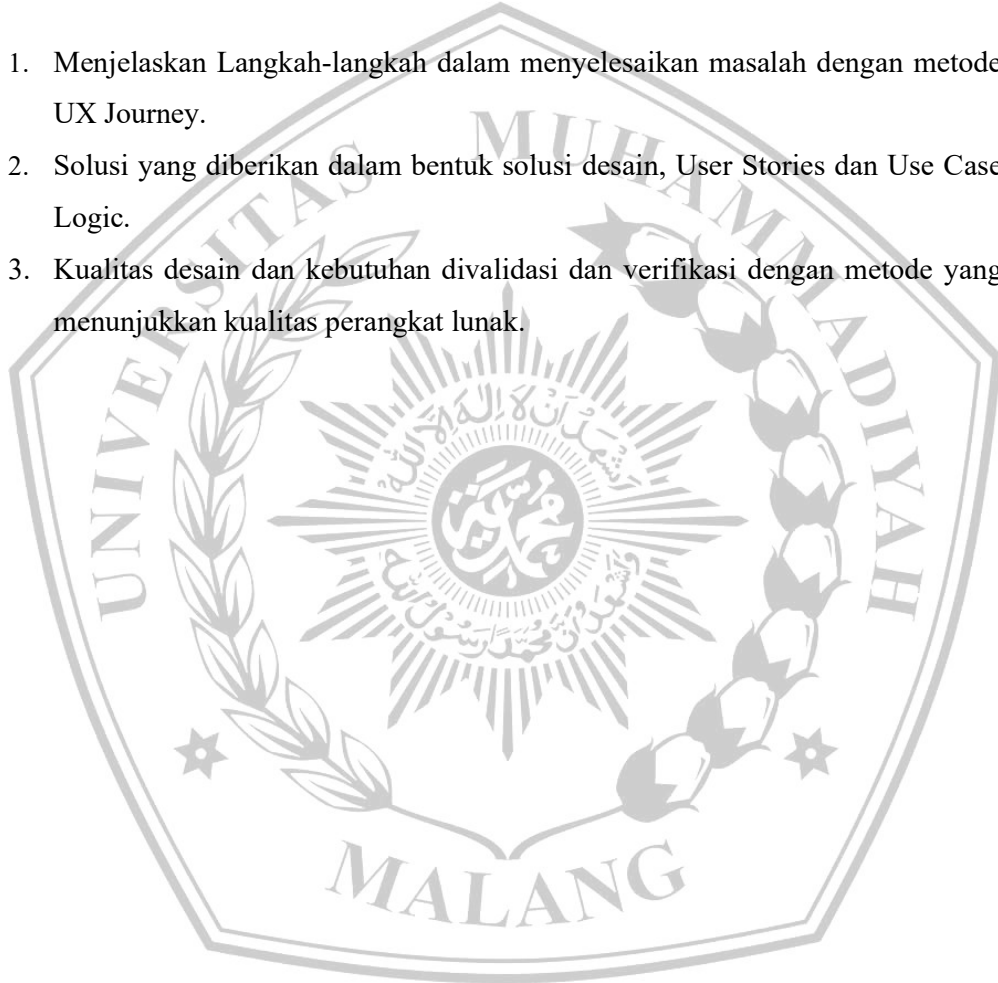 1. Menjelaskan Langkah-langkah dalam menyelesaikan masalah dengan metode
UX Journey.
2. Solusi yang diberikan dalam bentuk solusi desain, User Stories dan Use Case
Logic.
3. Kualitas desain dan kebutuhan divalidasi dan verifikasi dengan metode yang
menunjukkan kualitas perangkat lunak.
UNIVERSITAS MUHAMMADIYAH
MALANG